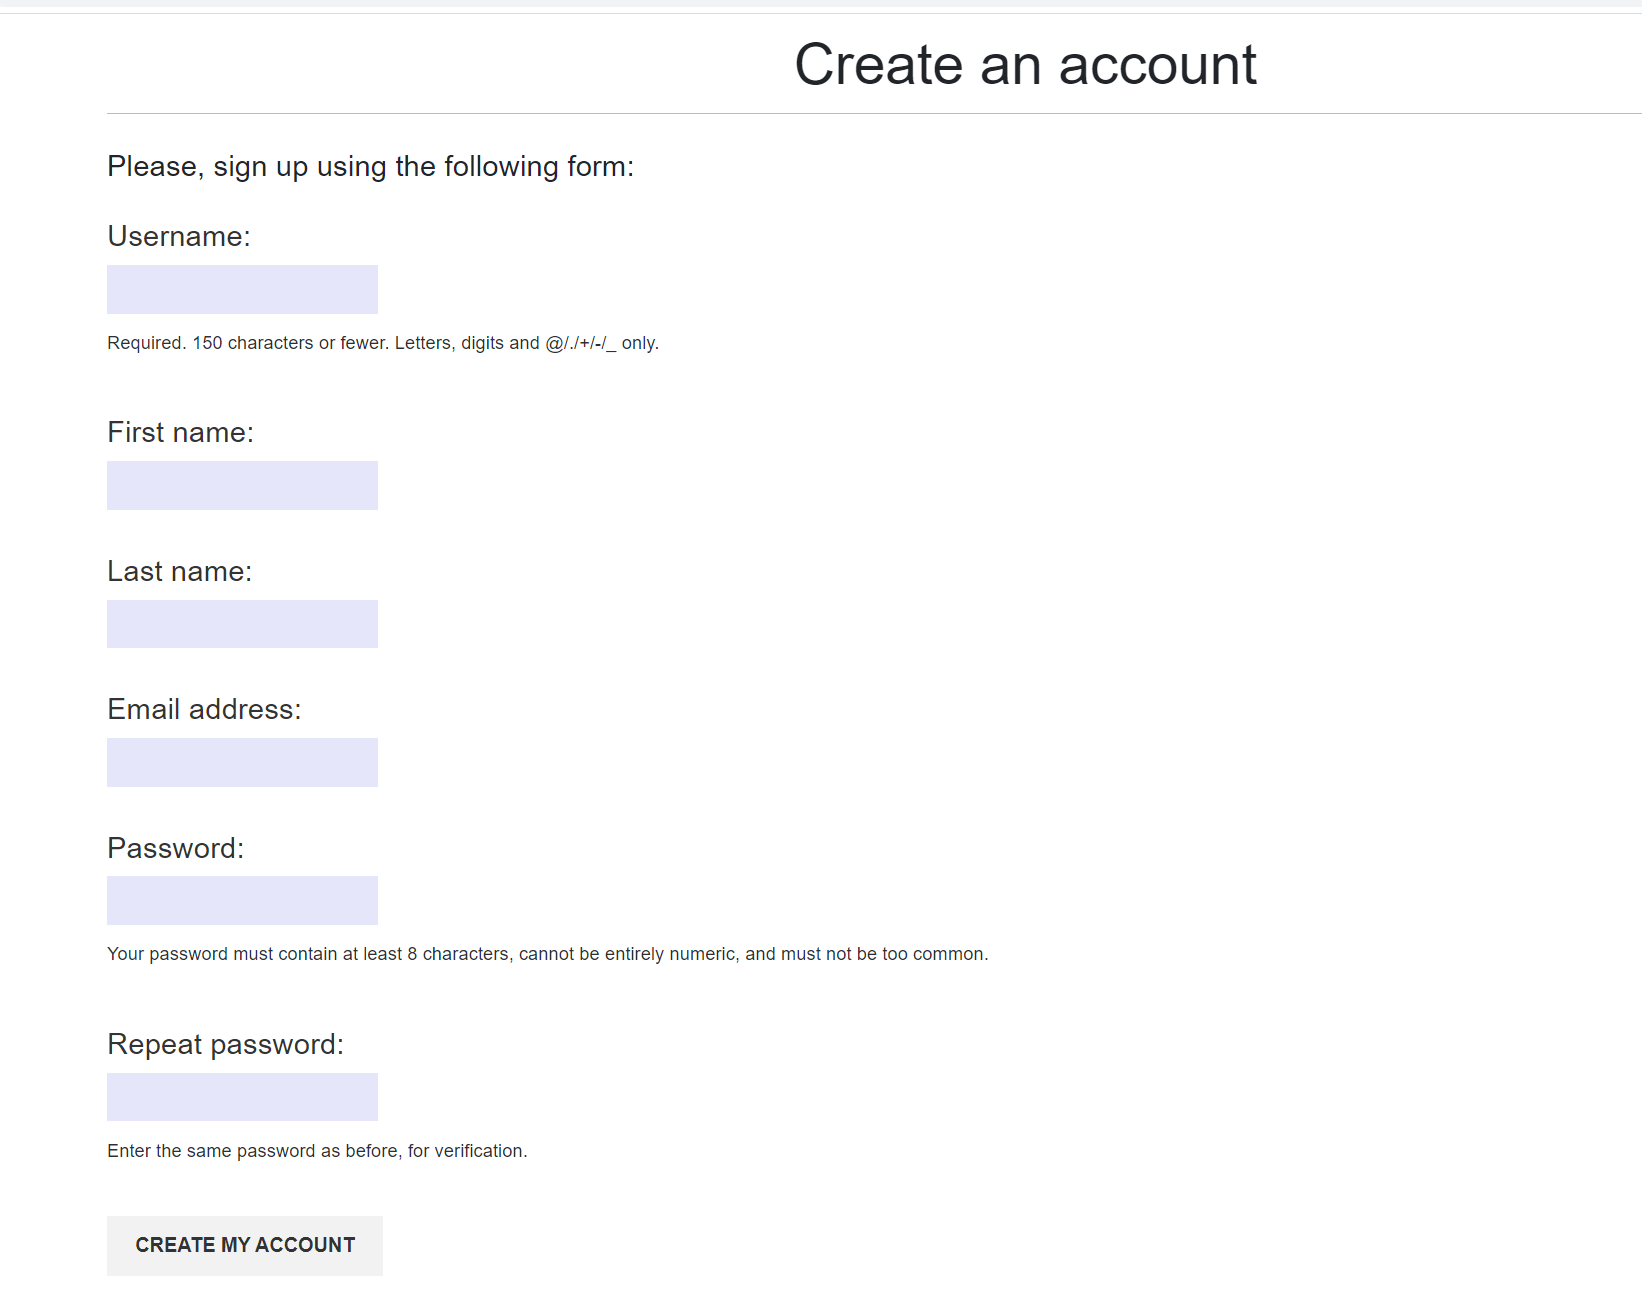 Create an account
Please, sign up using the following form:
Username:
Required. 150 characters or fewer. Letters, digits and @/./+/-/_ only.
First name:
Last name:
Email address:
Password:
Your password must contain at least 8 characters, cannot be entirely numeric, and must not be too common.
Repeat password:
Enter the same password as before, for verification.
CREATE MY ACCOUNT